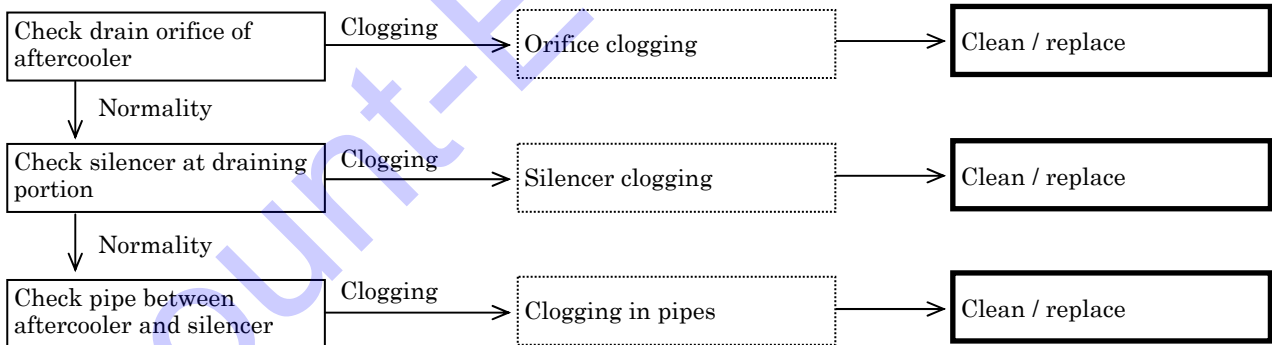 Check drain orifice of
aftercooler
Clogging
Orifice clogging
Clean / replace
Normality
Check silencer at draining
portion
Clogging
Silencer clogging
Clean / replace
Normality
Check pipe between
aftercooler and silencer
Clogging
Clogging in pipes
Clean / replace
ount-E